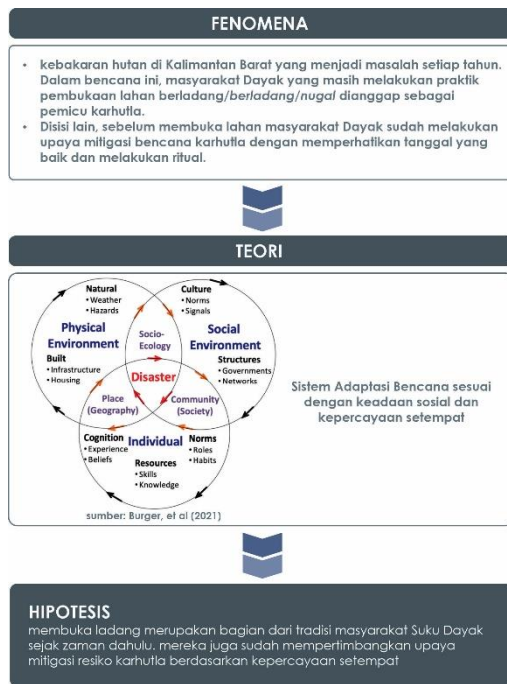 FENOMENA
• kebakaran hutan di Kalimantan Barat yang menjadi masalah setiap tahun.
Dalam bencana ini, masyarakat Dayak yang masih melakukan praktik
pembukaan lahan berladang/berladang/nugal dianggap sebagai
pemicu karhutla.
• Disisi lain, sebelum membuka lahan masyarakat Dayak sudah melakukan
upaya mitigasi bencana karhutla dengan memperhatikan tanggal yang
baik dan melakukan ritual.
TEORI
Natural
• Weather
• Hazards
Physical
Environment
Built
• Infrastructure
• Housing
Culture
• Norms
• Signals
Social
Environment
Structures
• Governments
• Networks
Socio-
Ecology
Disaster
Place
(Geography)
Community
(Society)
Cognition
• Experience
• Beliefs
Individual
Resources
• Skills
• Knowledge
Norms
• Roles
• Habits
sumber: Burger, et al (2021)
Sistem Adaptasi Bencana sesuai
dengan keadaan sosial dan
kepercayaan setempat
HIPOTESIS
membuka ladang merupakan bagian dari tradisi masyarakat Suku Dayak
sejak zaman dahulu. mereka juga sudah mempertimbangkan upaya
mitigasi resiko karhutla berdasarkan kepercayaan setempat